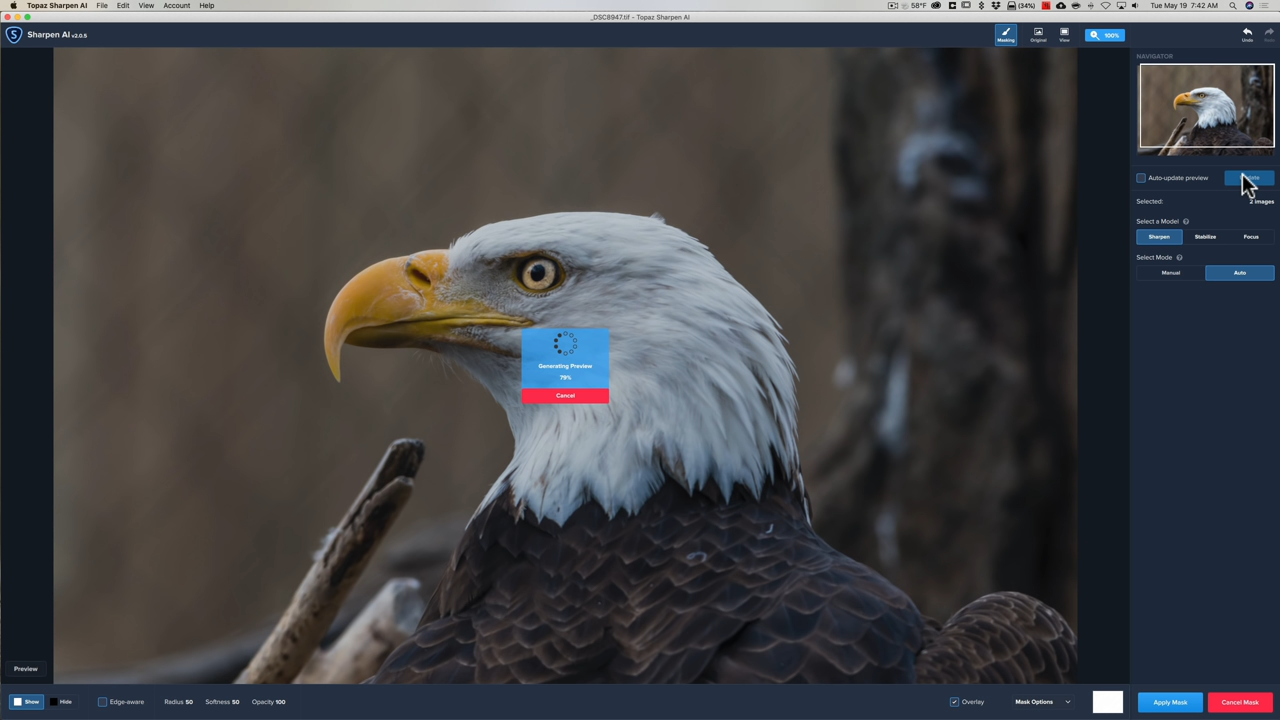 Topaz Sharpen AI File Edit View Account Help 58°F (34%) Tue May 19 7:42 AM
_DSC8947.tif - Topaz Sharpen AI
Sharpen AI v2.0.5 Masking Original View 100% Undo Redo
NAVIGATOR
Auto-update preview
Selected: 2 images
Select a Model ?
Sharpen Stabilize Focus
Select Mode ?
Manual Auto
Generating Preview
79%
Cancel
Preview
Show Hide Edge-aware Radius 50 Softness 50 Opacity 100 Overlay Mask Options Apply Mask Cancel Mask